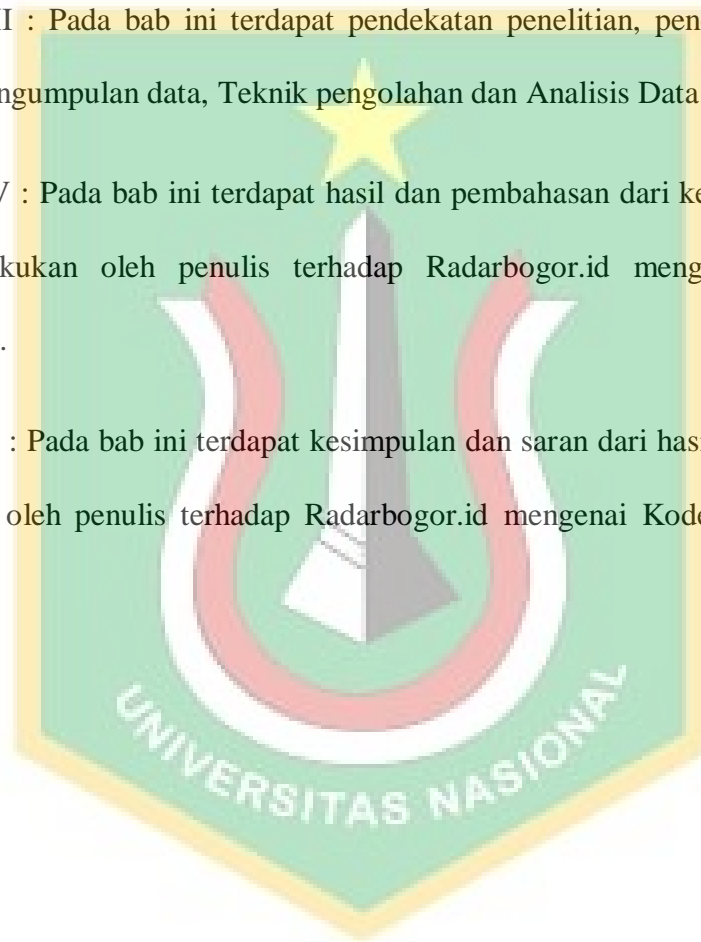 II : Pada bab ini terdapat pendekatan penelitian, pen
ngumpulan data, Teknik pengolahan dan Analisis Data
V : Pada bab ini terdapat hasil dan pembahasan dari ke
kukan oleh penulis terhadap Radarbogor.id meng
.
: Pada bab ini terdapat kesimpulan dan saran dari hasi
oleh penulis terhadap Radarbogor.id mengenai Kode
UNIVERSITAS NASIONAL